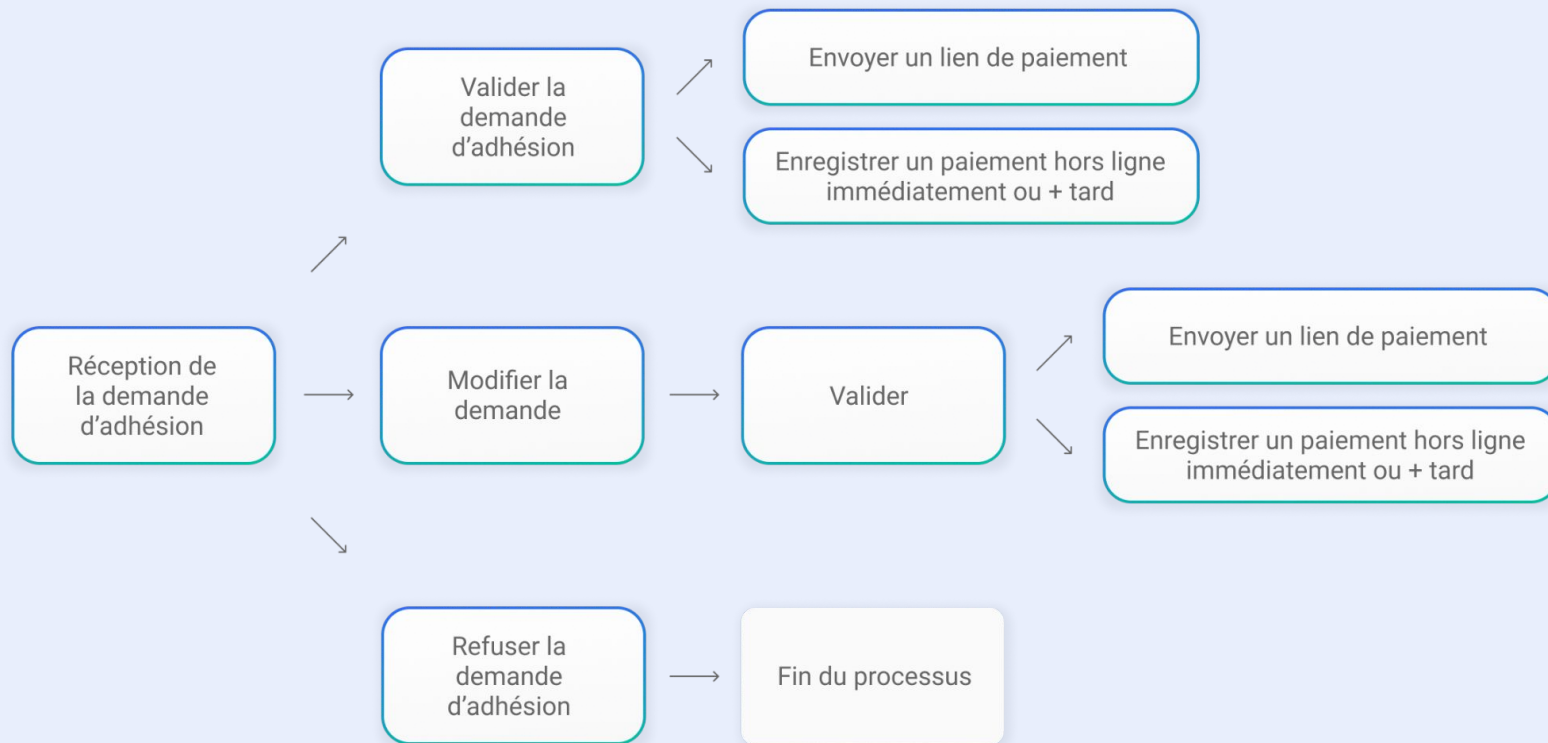 Envoyer un lien de paiement
Valider la
demande
d’adhésion
Enregistrer un paiement hors ligne
immédiatement ou + tard
Réception de
la demande
d’adhésion
Modifier la
demande
Valider
Envoyer un lien de paiement
Enregistrer un paiement hors ligne
immédiatement ou + tard
Refuser la
demande
d’adhésion
Fin du processus